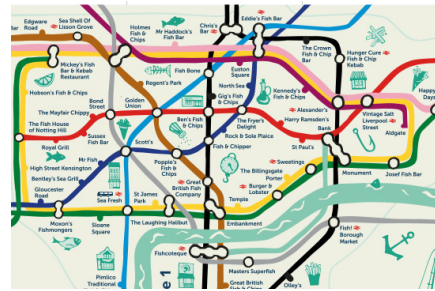 Edgware
Road
Sea Shell Of
Lisson Grove
Holmes
Fish &
Chips
Mr Haddock's
Fish Bar
Chris's
Bar
Eddie's Fish Bar
The Crown
Fish &
Chip Bar
Hunger Cure
Fish & Chip
Kebab
Mickey's Fish
Bar & Kebab
Restaurant
Fish Bone
Euston
Square
Hobson's Fish & Chips
Regent's Park
North Sea
Gig's Fish
& Chips
Kennedy's Fish
& Chips
Happy
Days
Bond
Street
Golden
Union
Alexander's
Vintage Salt
Liverpool
Street
The Mayfair Chippy
Ben's Fish
& Chips
The Fryer's
Delight
Harry Ramsden's
Aldgate
The Fish House
of Notting Hill
Sussex
Fish Bar
Rock & Sole Plaice
Bank
Royal Grill
Scott's
Fish & Chipper
St Paul's
High Street Kensington
Mr Fish
Poppie's
Fish &
Chips
Sweetings
Bentley's Sea Grill
The Billingsgate
Porter
Monument
Josef Fish Bar
Gloucester
Road
Sea Fresh
St James
Park
Great
British Fish
Company
Burger &
Lobster
Temple
Moxon's
Fishmongers
Sloane
Square
The Laughing Halibut
Embankment
Fish!
Borough
Market
Fishcoteque
Pimlico
Traditional
Masters Superfish
Great British
Fish & Chips
Olley's